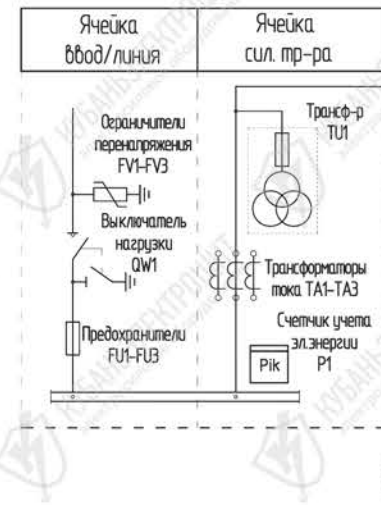 Ячейка
ввод/линия
Ячейка
сил. тр-ра
Ограничители
перенапряжения
FV1-FV3
Выключатель
нагрузки
QW1
Предохранители
FU1-FU3
Трансф-р
TU1
Трансформаторы
тока TA1-TA3
Счетчик учета
эл.энергии
P1
Pik